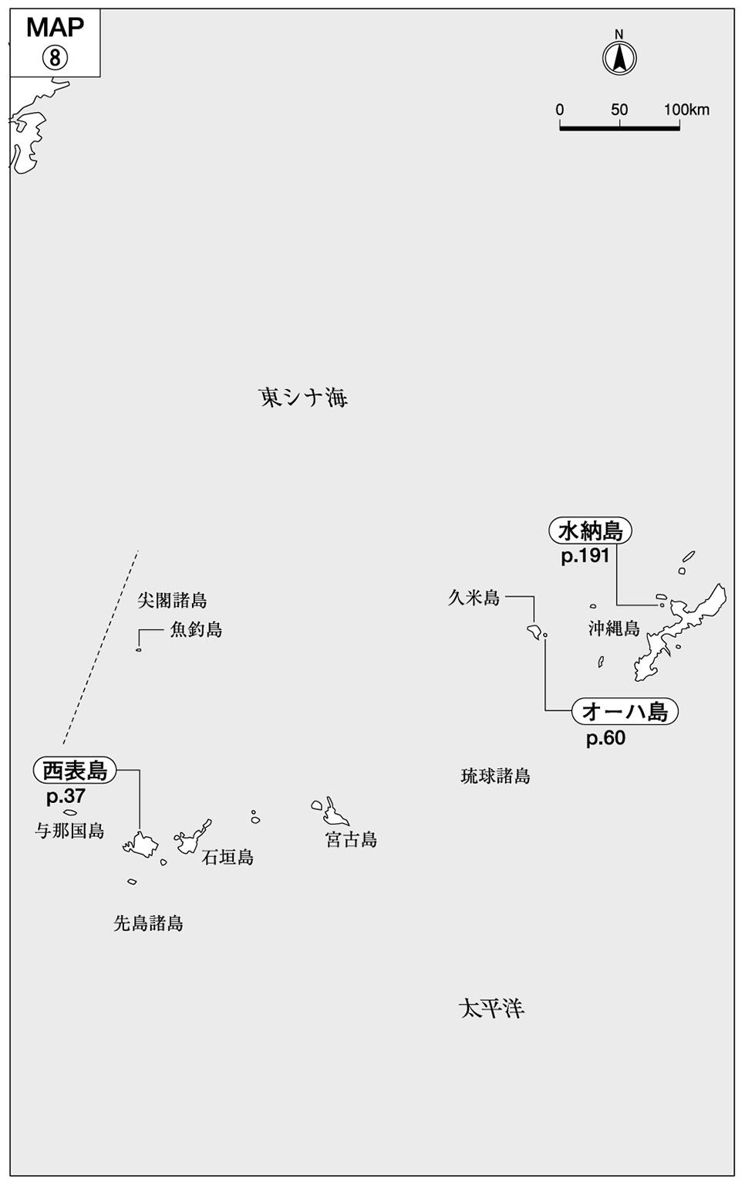 MAP
⑧
N
0 50 100km
東シナ海
水納島
p.191
尖閣諸島
久米島
魚釣島
沖縄島
オーハ島
p.60
西表島
p.37
琉球諸島
与那国島
宮古島
石垣島
先島諸島
太平洋